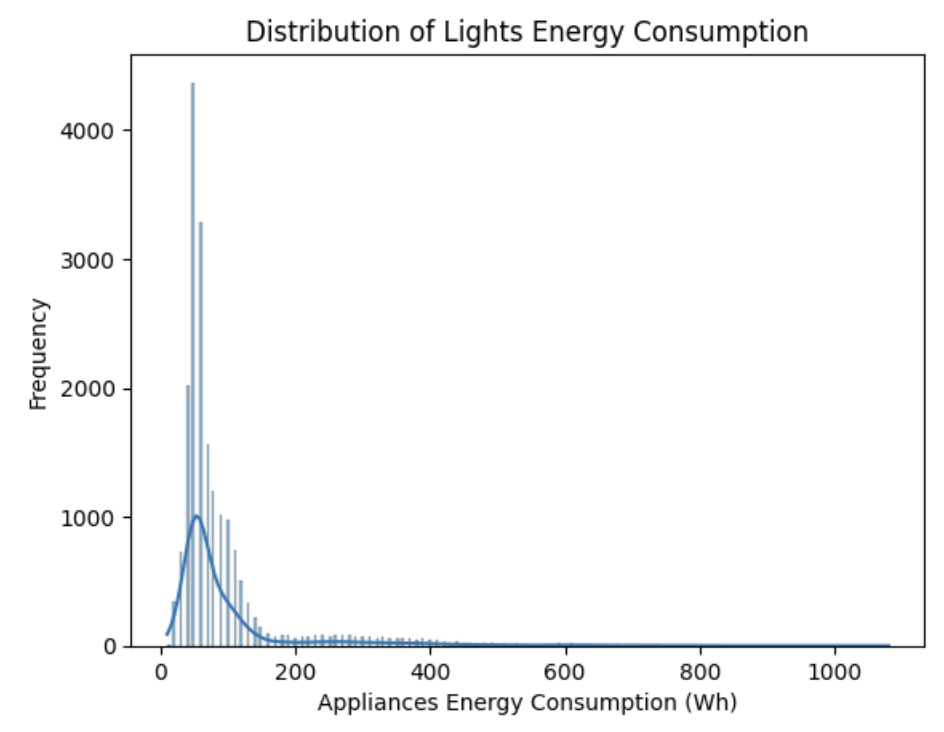 Distribution of Lights Energy Consumption
4000
3000
2000
1000
0
Frequency
0 200 400 600 800 1000
Appliances Energy Consumption (Wh)